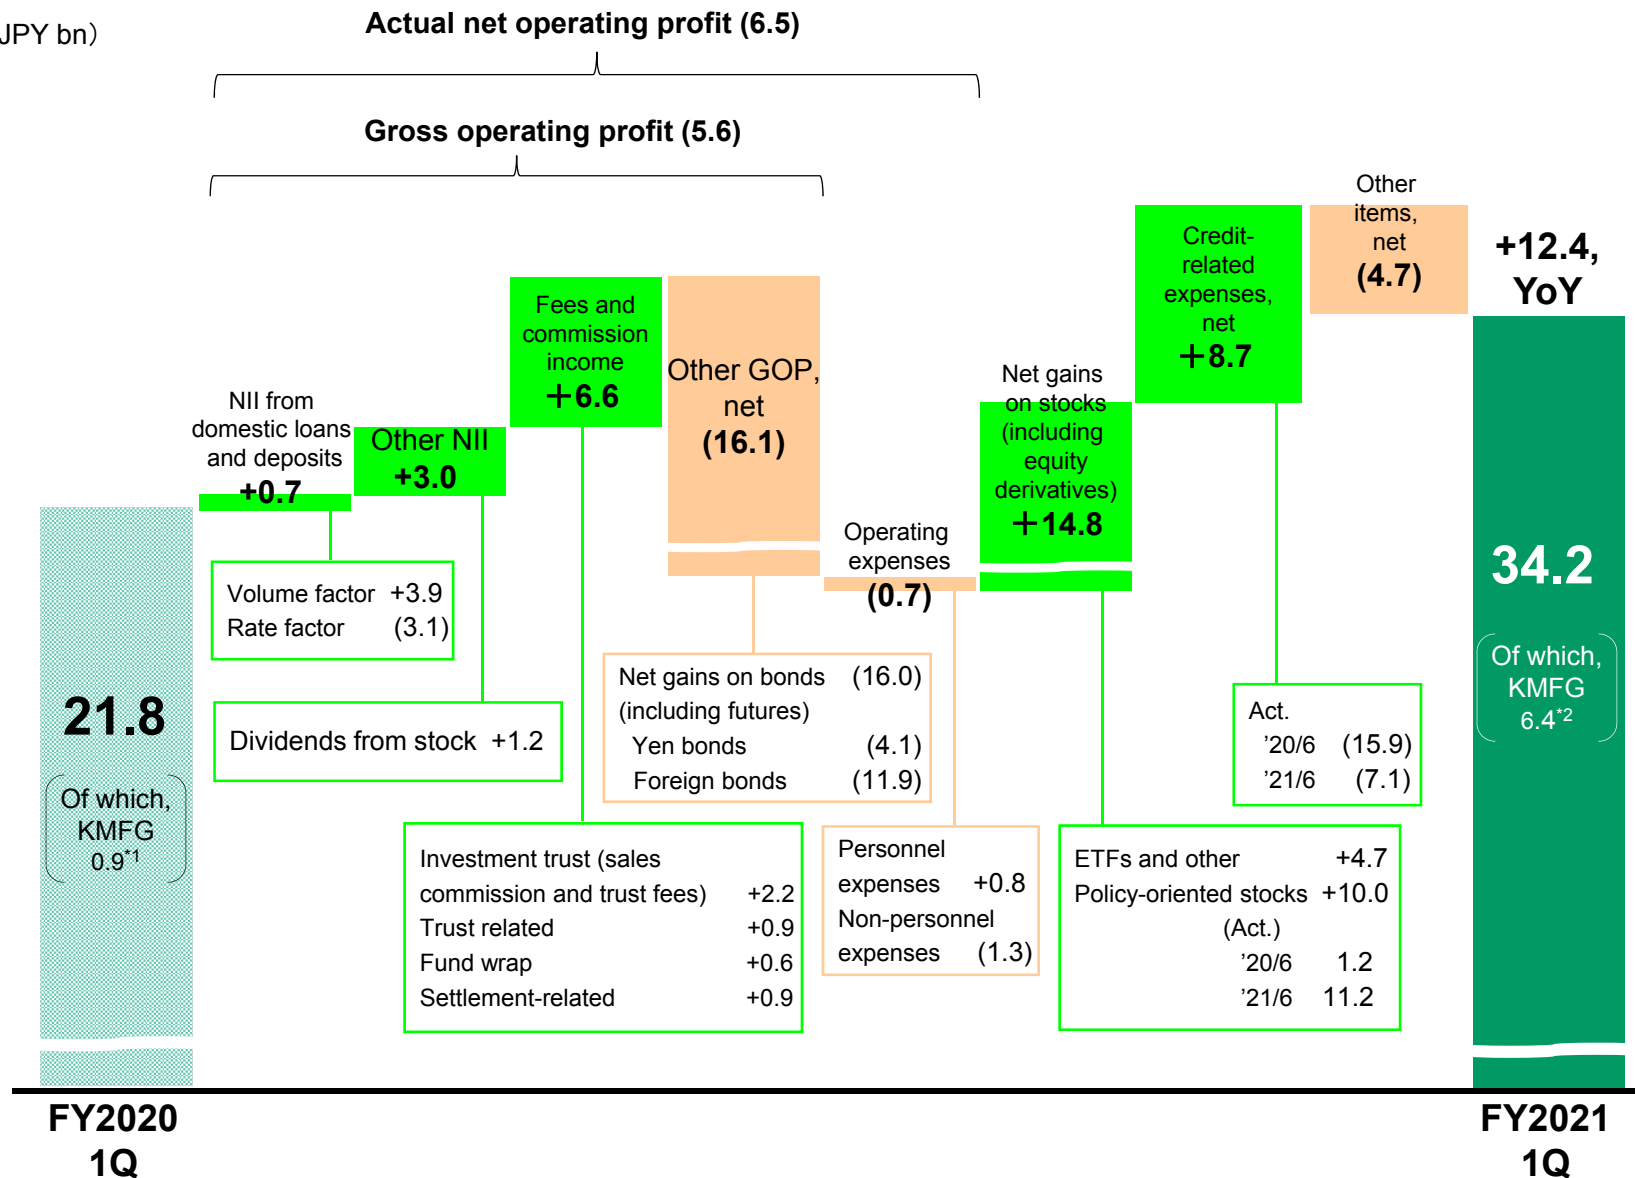 JPY bn）
Actual net operating profit (6.5)
Gross operating profit (5.6)
NII from
domestic loans
and deposits
+0.7
Other NII
+3.0
Fees and
commission
income
＋6.6
Other GOP,
net
(16.1)
Operating
expenses
(0.7)
Net gains
on stocks
(including
equity
derivatives)
＋14.8
Credit-
related
expenses,
net
＋8.7
Other
items,
net
(4.7)
+12.4,
YoY
21.8
Of which,
KMFG
0.9*1
34.2
Of which,
KMFG
6.4*2
Volume factor +3.9
Rate factor (3.1)
Dividends from stock +1.2
Investment trust (sales
commission and trust fees) +2.2
Trust related +0.9
Fund wrap +0.6
Settlement-related +0.9
Net gains on bonds (16.0)
(including futures)
Yen bonds (4.1)
Foreign bonds (11.9)
Personnel
expenses +0.8
Non-personnel
expenses (1.3)
ETFs and other +4.7
Policy-oriented stocks +10.0
(Act.)
’20/6 1.2
’21/6 11.2
Act.
’20/6 (15.9)
’21/6 (7.1)
FY2020
1Q
FY2021
1Q